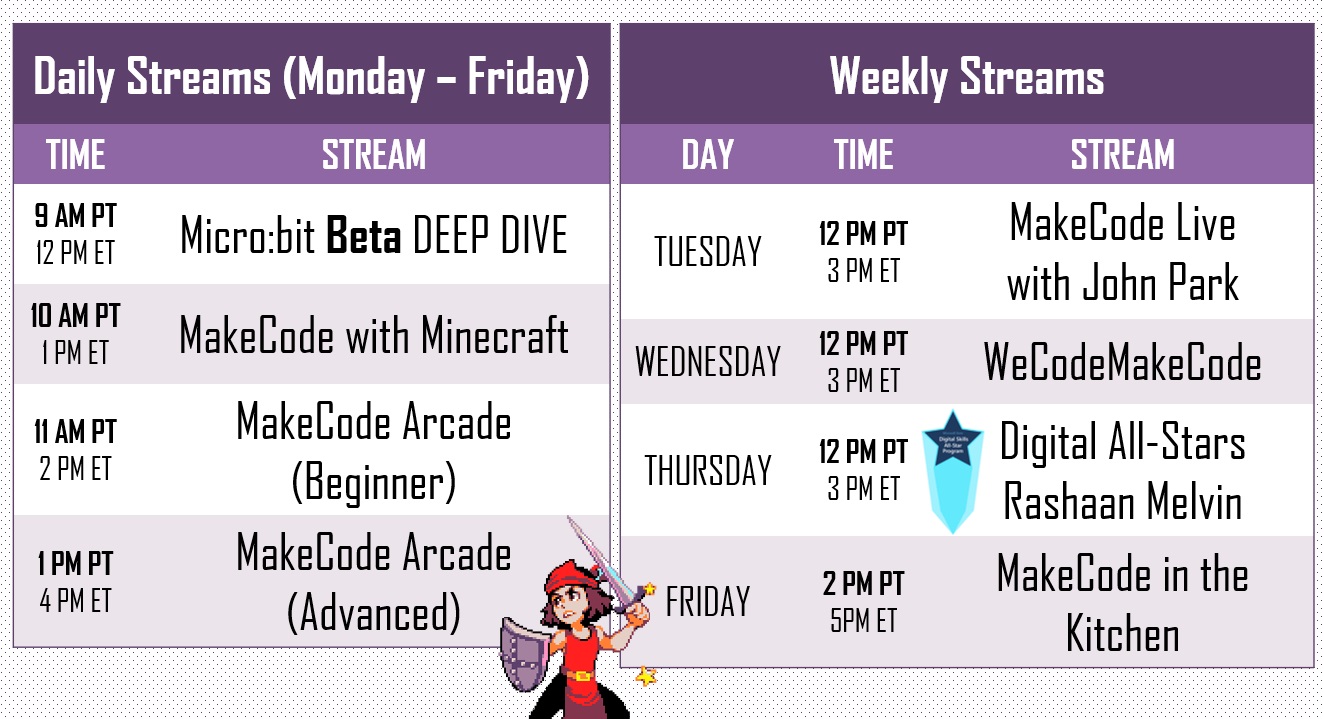 Daily Streams (Monday – Friday)
TIME STREAM
9 AM PT
12 PM ET
Micro:bit Beta DEEP DIVE
10 AM PT
1 PM ET
MakeCode with Minecraft
11 AM PT
2 PM ET
MakeCode Arcade
(Beginner)
1 PM PT
4 PM ET
MakeCode Arcade
(Advanced)
Weekly Streams
DAY TIME STREAM
TUESDAY
12 PM PT
3 PM ET
MakeCode Live
with John Park
WEDNESDAY
12 PM PT
3 PM ET
WeCodeMakeCode
THURSDAY
12 PM PT
3 PM ET
Digital Skills
All-Star
Program
Digital All-Stars
Rashaan Melvin
FRIDAY
2 PM PT
5PM ET
MakeCode in the
Kitchen